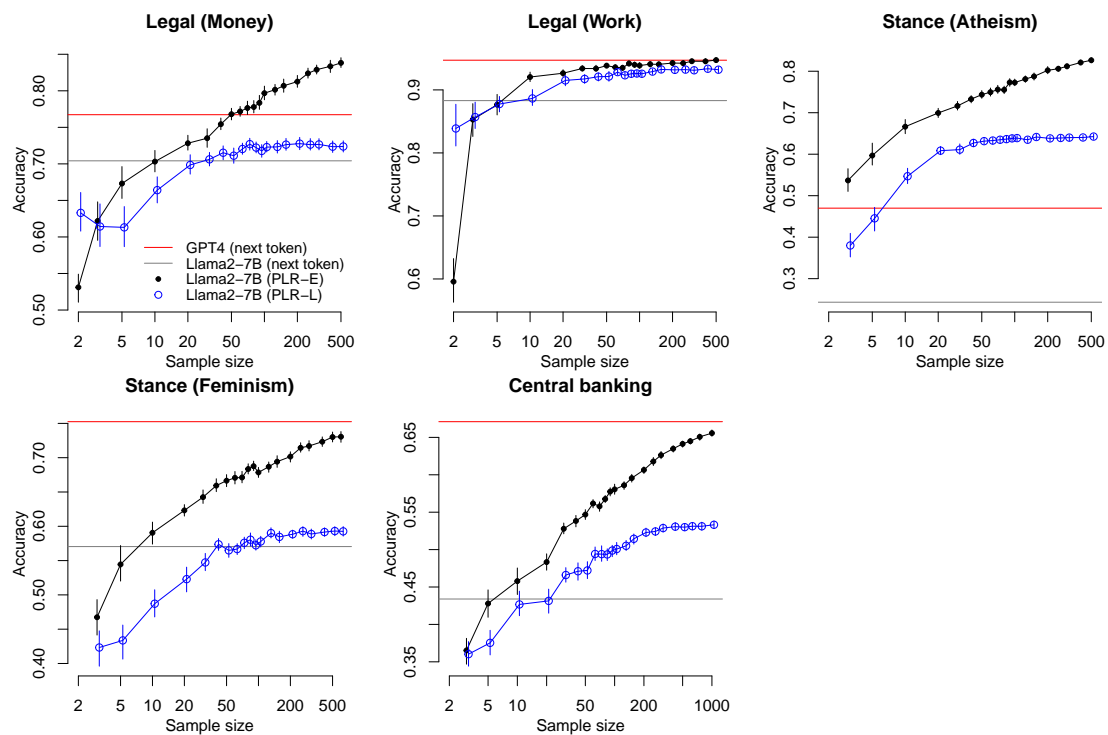 Legal (Money)
Accuracy
0.50 0.60 0.70 0.80
GPT4 (next token)
Llama2−7B (next token)
Llama2−7B (PLR−E)
Llama2−7B (PLR−L)
2 5 10 20 50 200 500
Sample size
Legal (Work)
Accuracy
0.6 0.7 0.8 0.9
2 5 10 20 50 200 500
Sample size
Stance (Atheism)
Accuracy
0.3 0.4 0.5 0.6 0.7 0.8
2 5 10 20 50 200 500
Sample size
Stance (Feminism)
Accuracy
0.40 0.50 0.60 0.70
2 5 10 20 50 200 500
Sample size
Central banking
Accuracy
0.35 0.45 0.55 0.65
2 5 10 50 200 1000
Sample size